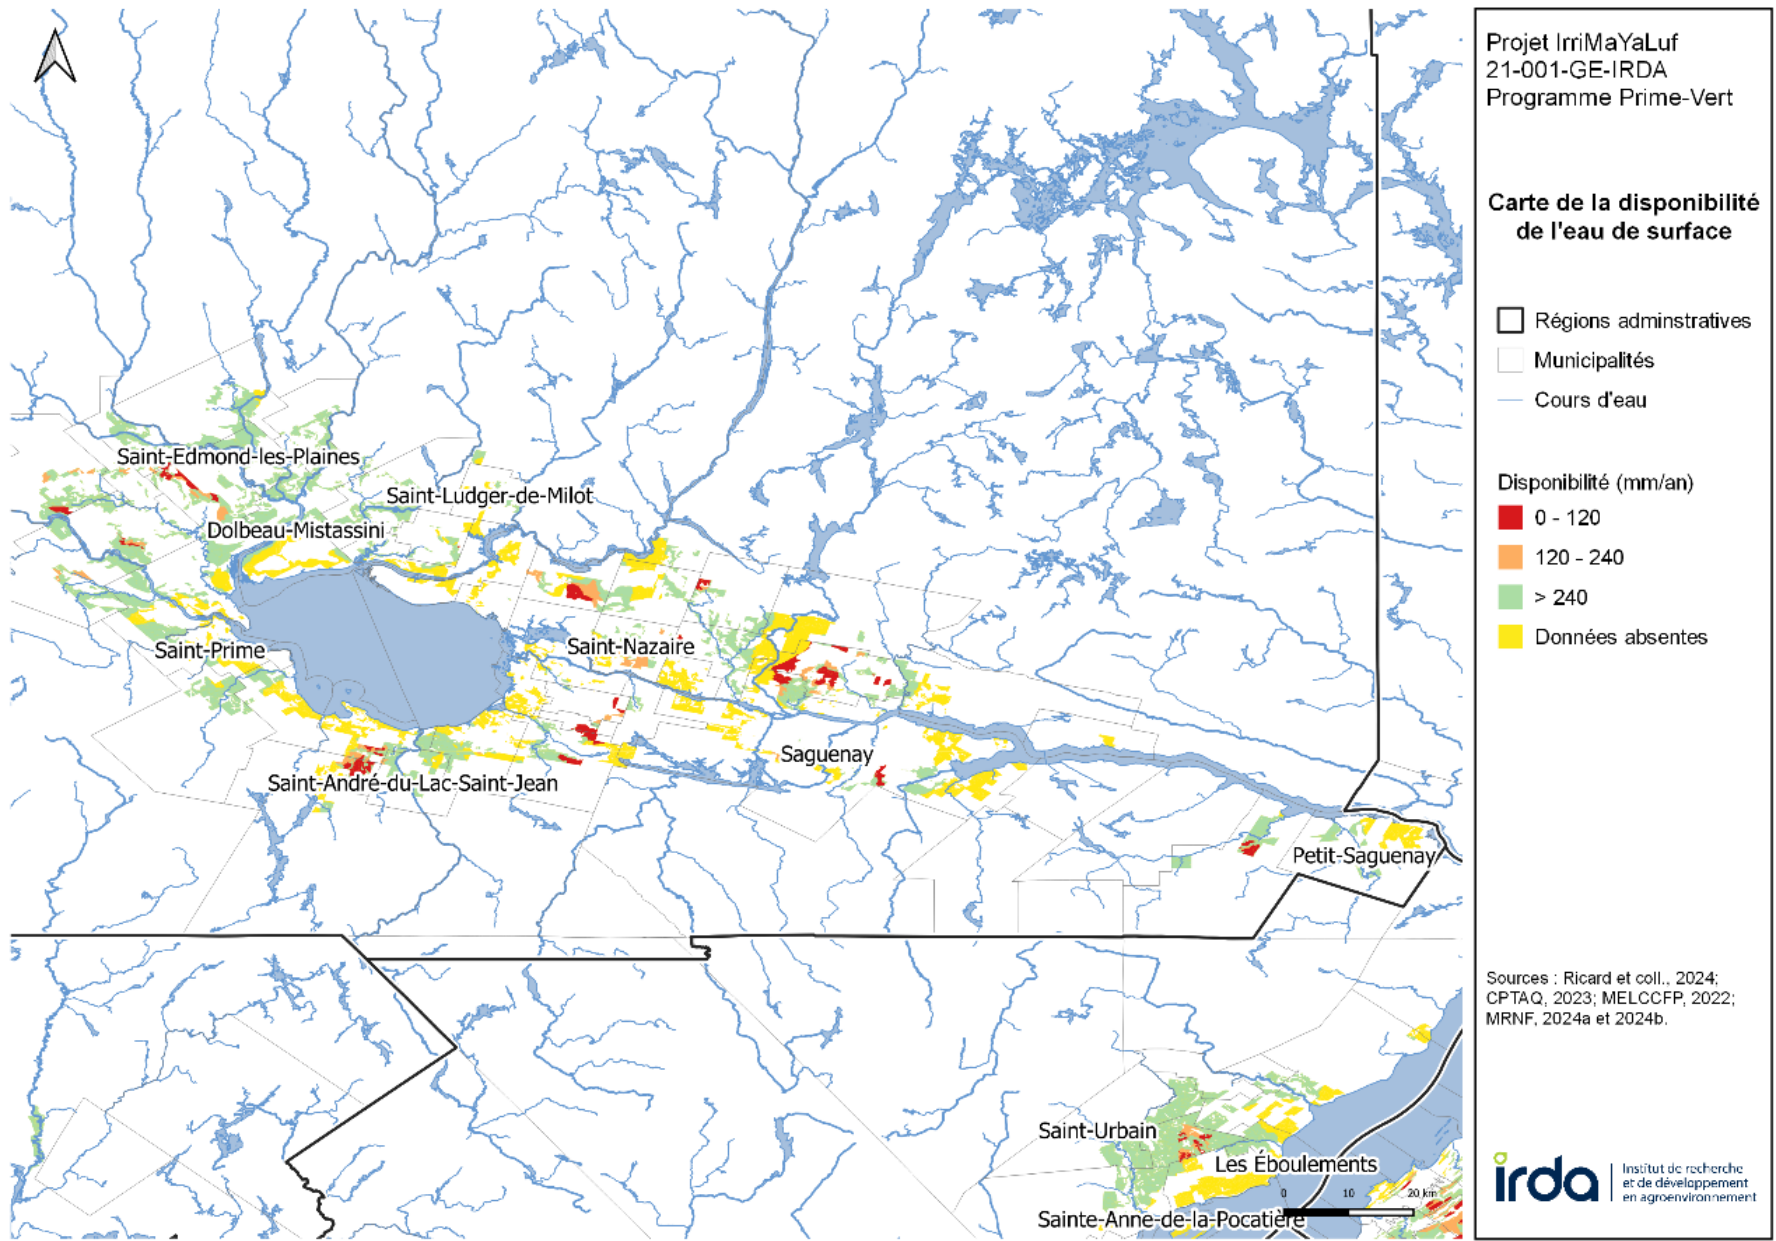 Saint-Edmond-les-Plaines
Saint-Ludger-de-Milot
Dolbeau-Mistassini
Saint-Prime
Saint-Nazaire
Saguenay
Saint-André-du-Lac-Saint-Jean
Petit-Saguenay
Saint-Urbain
Les Éboulements
0 10 20 km
Sainte-Anne-de-la-Pocatière
Projet IrriMaYaLuf
21-001-GE-IRDA
Programme Prime-Vert
Carte de la disponibilité
de l'eau de surface
Régions adminstratives
Municipalités
Cours d'eau
Disponibilité (mm/an)
0 - 120
120 - 240
> 240
Données absentes
Sources : Ricard et coll., 2024;
CPTAQ, 2023; MELCCFP, 2022;
MRNF, 2024a et 2024b.
irda
Institut de recherche
et de développement
en agroenvironnement